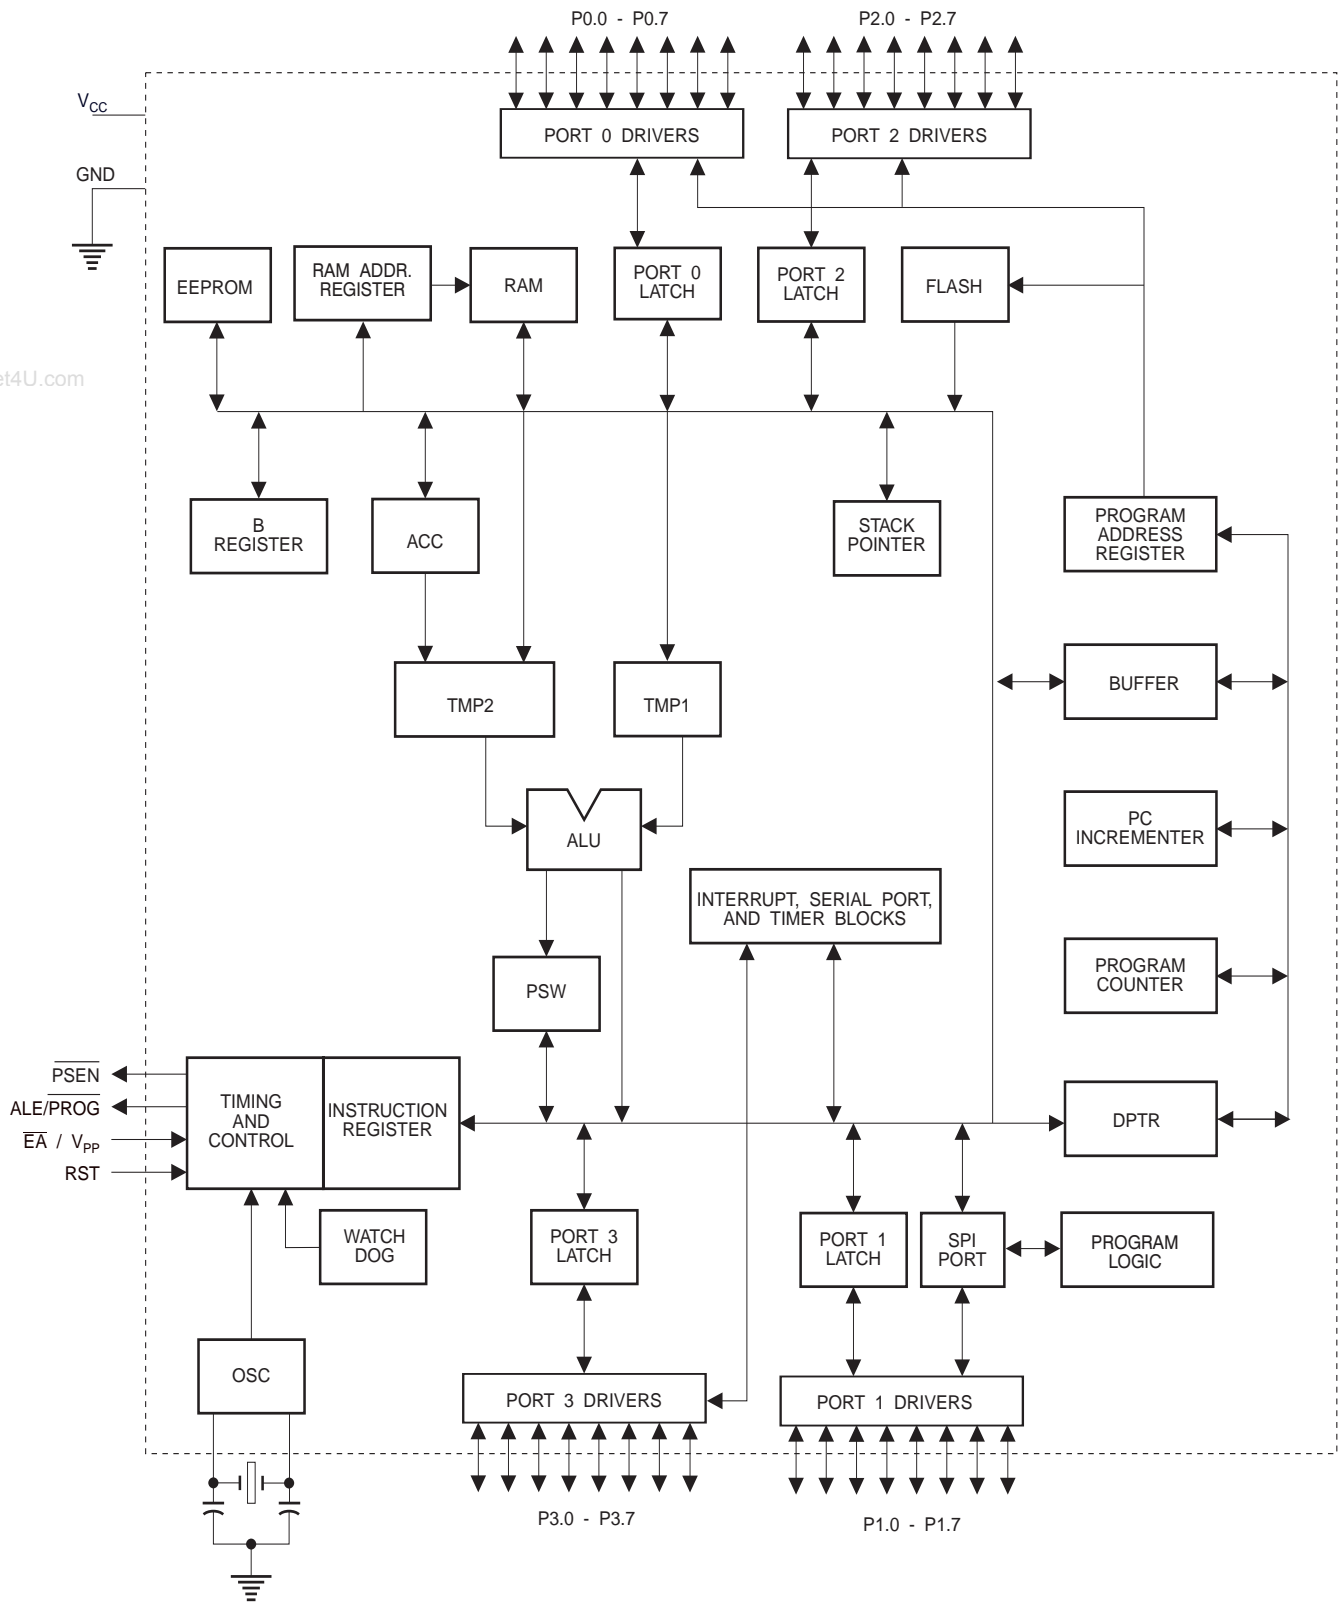 P0.0 - P0.7
P2.0 - P2.7
VCC
PORT 0 DRIVERS
PORT 2 DRIVERS
GND
EEPROM
RAM ADDR.
REGISTER
RAM
PORT 0
LATCH
PORT 2
LATCH
FLASH
et4U.com
B
REGISTER
ACC
STACK
POINTER
PROGRAM
ADDRESS
REGISTER
TMP2
TMP1
BUFFER
ALU
PC
INCREMENTER
INTERRUPT, SERIAL PORT,
AND TIMER BLOCKS
PSW
PROGRAM
COUNTER
PSEN
ALE/PROG
EA / VPP
RST
TIMING
AND
CONTROL
INSTRUCTION
REGISTER
DPTR
WATCH
DOG
PORT 3
LATCH
PORT 1
LATCH
SPI
PORT
PROGRAM
LOGIC
OSC
PORT 3 DRIVERS
PORT 1 DRIVERS
P3.0 - P3.7
P1.0 - P1.7